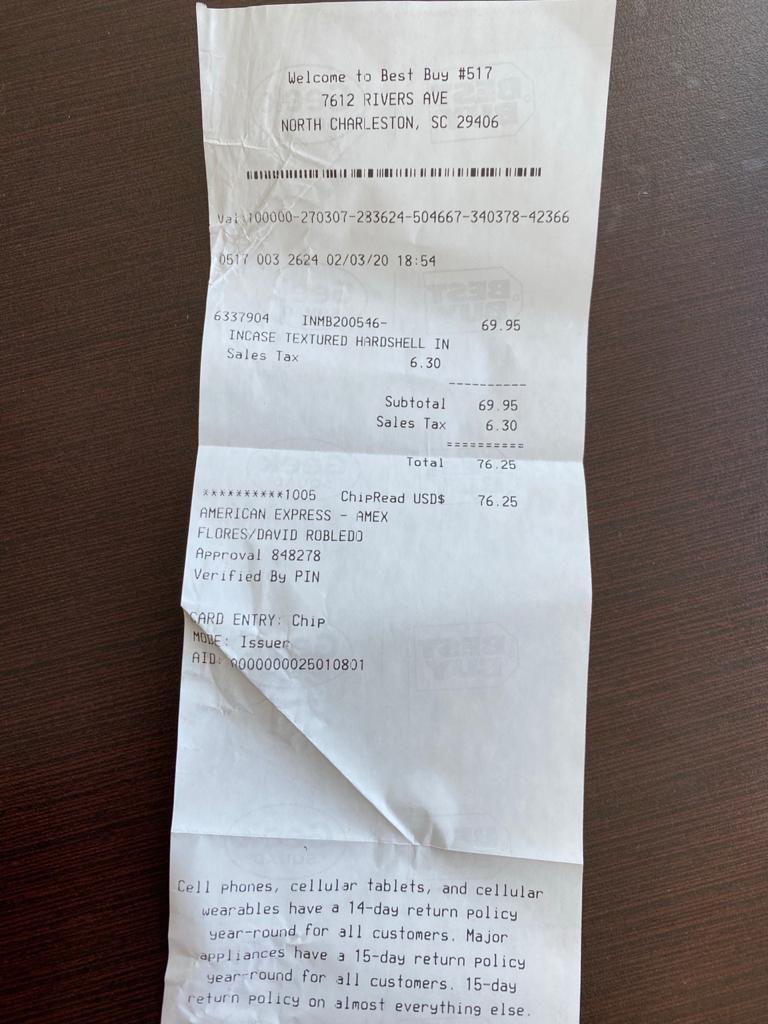 Welcome to Best Buy #517
7612 RIVERS AVE
NORTH CHARLESTON, SC 29406
Val#:00000-270307-283624-504667-340378-42366
0517 003 2624 02/03/20 18:54
6337904 INMB200546- 69.95
INCASE TEXTURED HARDSHELL IN
Sales Tax 6.30
----------
Subtotal 69.95
Sales Tax 6.30
==========
Total 76.25
**********1005 ChipRead USD$ 76.25
AMERICAN EXPRESS - AMEX
FLORES/DAVID ROBLEDO
Approval 848278
Verified By PIN
CARD ENTRY: Chip
MODE: Issuer
AID: A000000025010801
Cell phones, cellular tablets, and cellular
wearables have a 14-day return policy
year-round for all customers. Major
appliances have a 15-day return policy
year-round for all customers. 15-day
return policy on almost everything else.